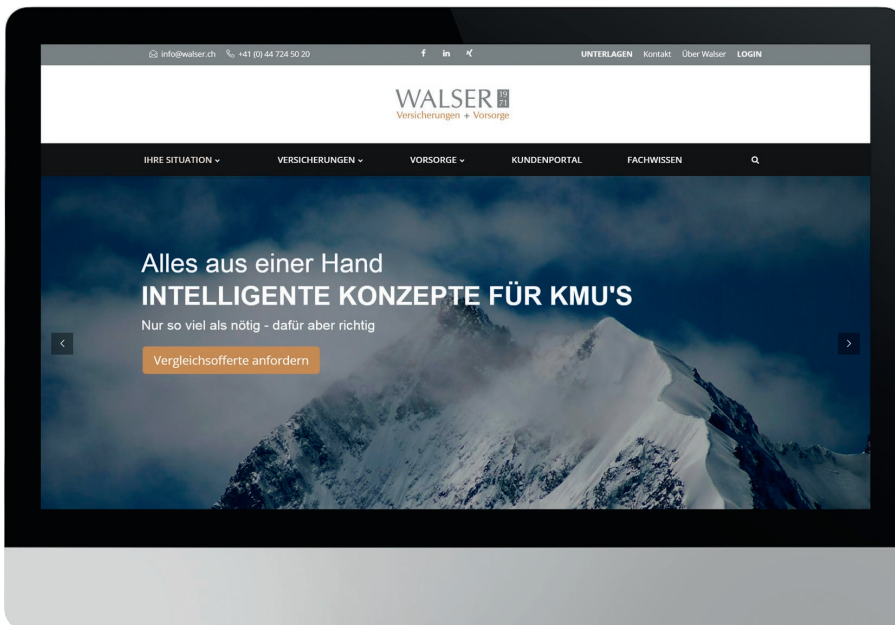 info@walser.ch +41 (0) 44 724 50 20 UNTERLAGEN Kontakt Über Walser LOGIN
WALSER 19 71
Versicherungen + Vorsorge
IHRE SITUATION VERSICHERUNGEN VORSORGE KUNDENPORTAL FACHWISSEN
Alles aus einer Hand
INTELLIGENTE KONZEPTE FÜR KMU'S
Nur so viel als nötig - dafür aber richtig
Vergleichsofferte anfordern